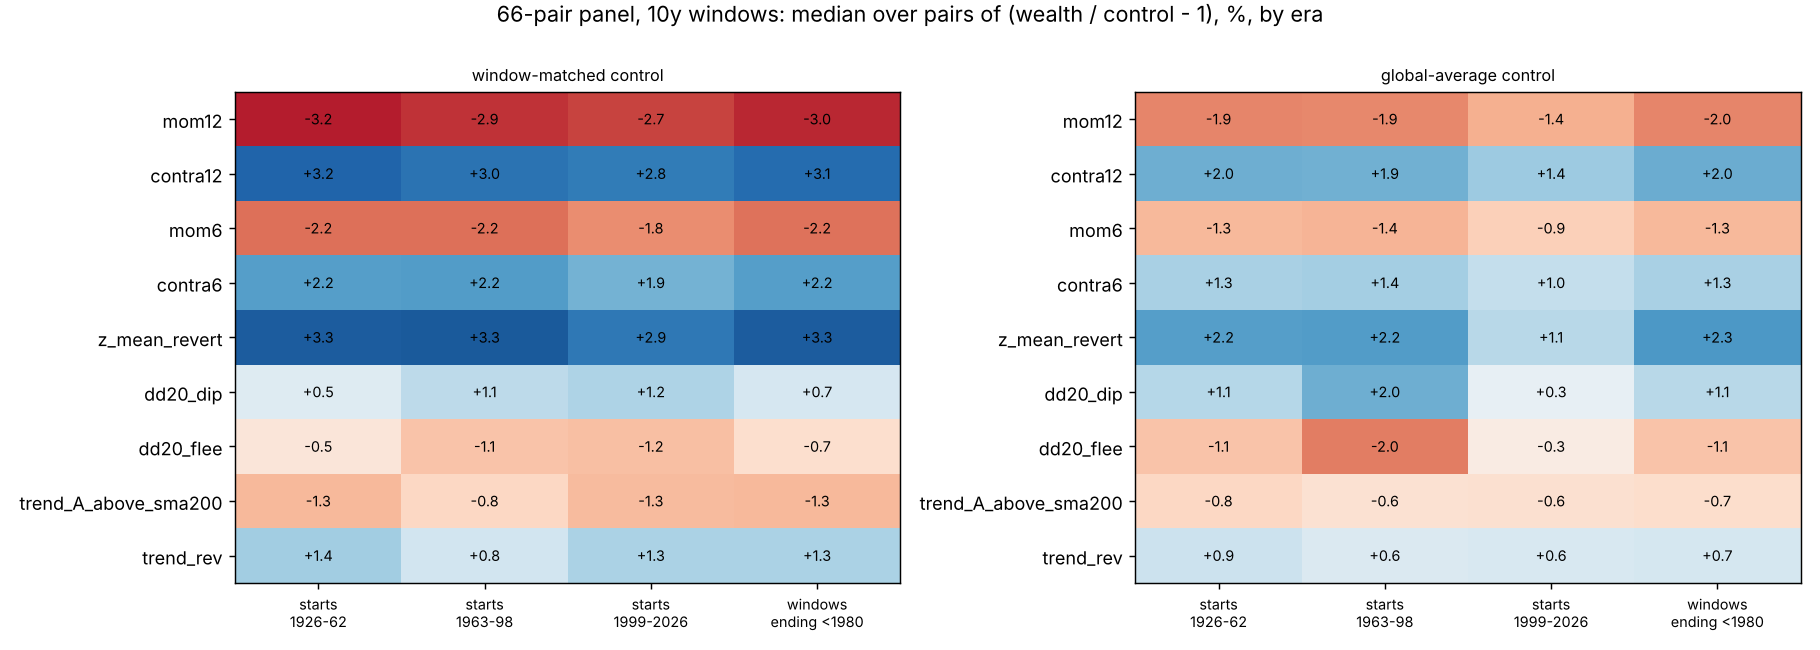 66-pair panel, 10y windows: median over pairs of (wealth / control - 1), %, by era
window-matched control
mom12 -3.2 -2.9 -2.7 -3.0
contra12 +3.2 +3.0 +2.8 +3.1
mom6 -2.2 -2.2 -1.8 -2.2
contra6 +2.2 +2.2 +1.9 +2.2
z_mean_revert +3.3 +3.3 +2.9 +3.3
dd20_dip +0.5 +1.1 +1.2 +0.7
dd20_flee -0.5 -1.1 -1.2 -0.7
trend_A_above_sma200 -1.3 -0.8 -1.3 -1.3
trend_rev +1.4 +0.8 +1.3 +1.3
starts starts starts windows
1926-62 1963-98 1999-2026 ending <1980
global-average control
mom12 -1.9 -1.9 -1.4 -2.0
contra12 +2.0 +1.9 +1.4 +2.0
mom6 -1.3 -1.4 -0.9 -1.3
contra6 +1.3 +1.4 +1.0 +1.3
z_mean_revert +2.2 +2.2 +1.1 +2.3
dd20_dip +1.1 +2.0 +0.3 +1.1
dd20_flee -1.1 -2.0 -0.3 -1.1
trend_A_above_sma200 -0.8 -0.6 -0.6 -0.7
trend_rev +0.9 +0.6 +0.6 +0.7
starts starts starts windows
1926-62 1963-98 1999-2026 ending <1980